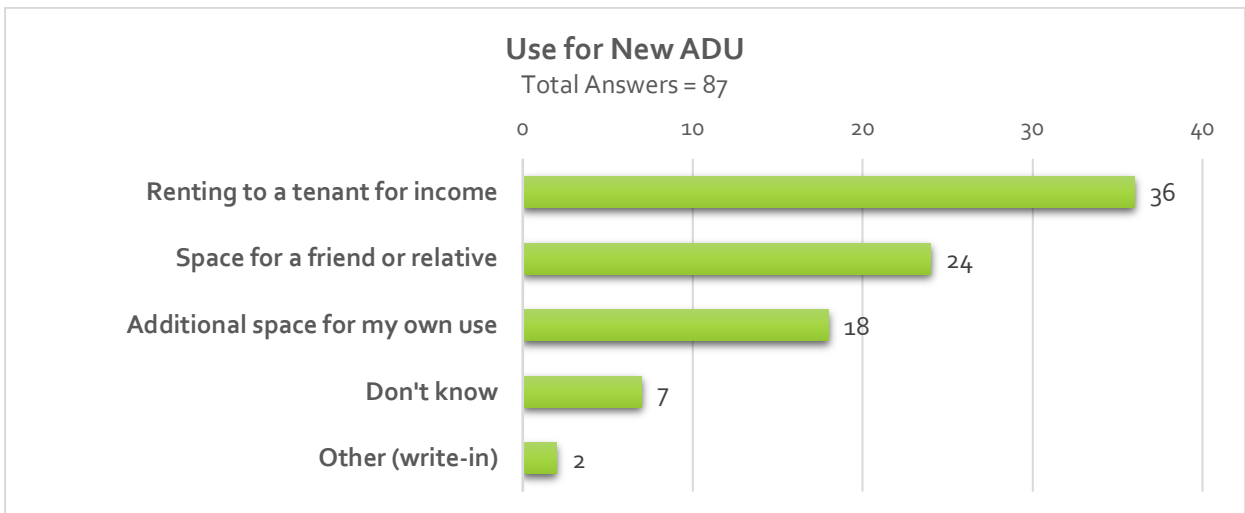 Use for New ADU
Total Answers = 87
0 10 20 30 40
Renting to a tenant for income 36
Space for a friend or relative 24
Additional space for my own use 18
Don't know 7
Other (write-in) 2